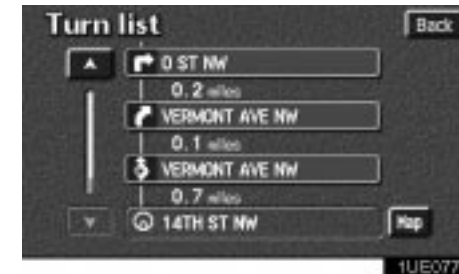 Turn list
Back
O ST NW
0.2 miles
VERMONT AVE NW
0.1 miles
VERMONT AVE NW
0.7 miles
14TH ST NW
Map
1UE077